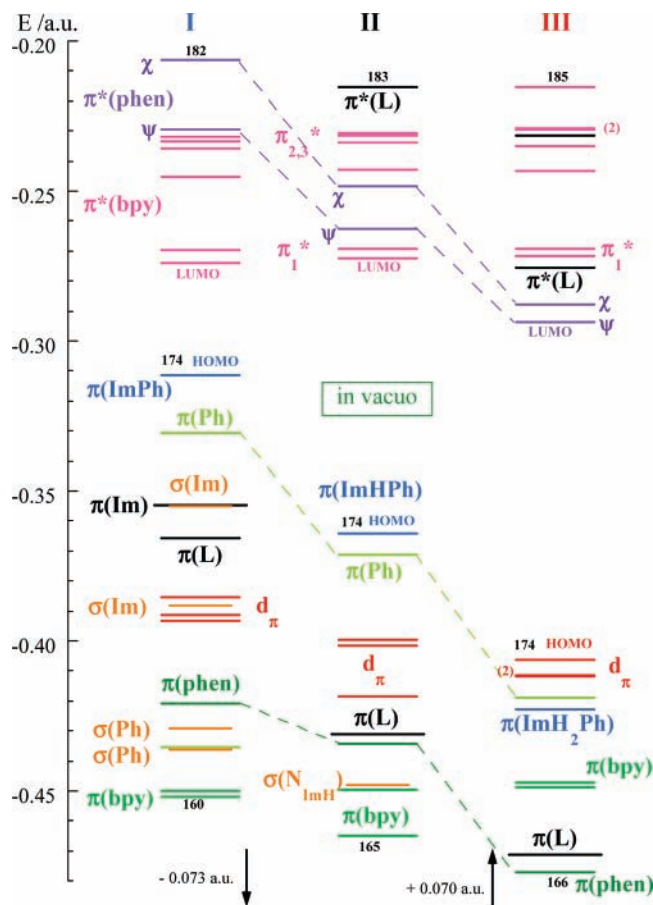 E /a.u.
I
II
III
-0.20
-0.25
-0.30
-0.35
-0.40
-0.45
182
χ
π*(phen)
ψ
π*(bpy)
LUMO
174 HOMO
π(ImPh)
π(Ph)
σ(Im)
π(Im)
π(L)
σ(Im)
dπ
π(phen)
σ(Ph)
σ(Ph)
π(bpy)
160
- 0.073 a.u.
183
π*(L)
π2,3*
χ
ψ
π1*
LUMO
in vacuo
π(ImHPh)
174 HOMO
π(Ph)
dπ
π(L)
σ(NImH)
π(bpy)
165
+ 0.070 a.u.
185
(2)
π1*
π*(L)
χ
LUMO ψ
174 HOMO
(2)
dπ
π(ImH2Ph)
π(bpy)
π(L)
166
π(phen)